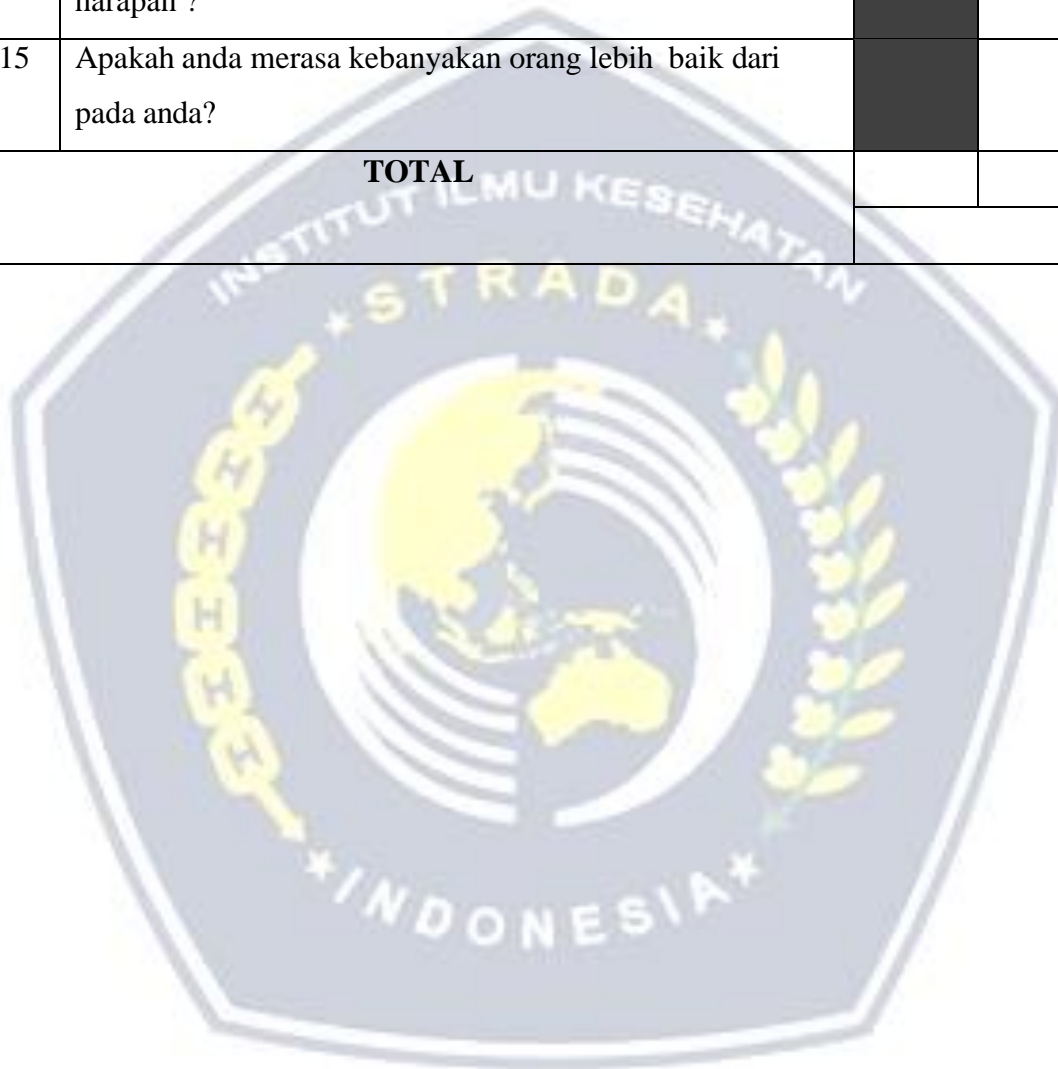 harapan ?
15 Apakah anda merasa kebanyakan orang lebih baik dari
pada anda?
TOTAL
INSTITUT ILMU KESEHATAN
STRADA
INDONESIA